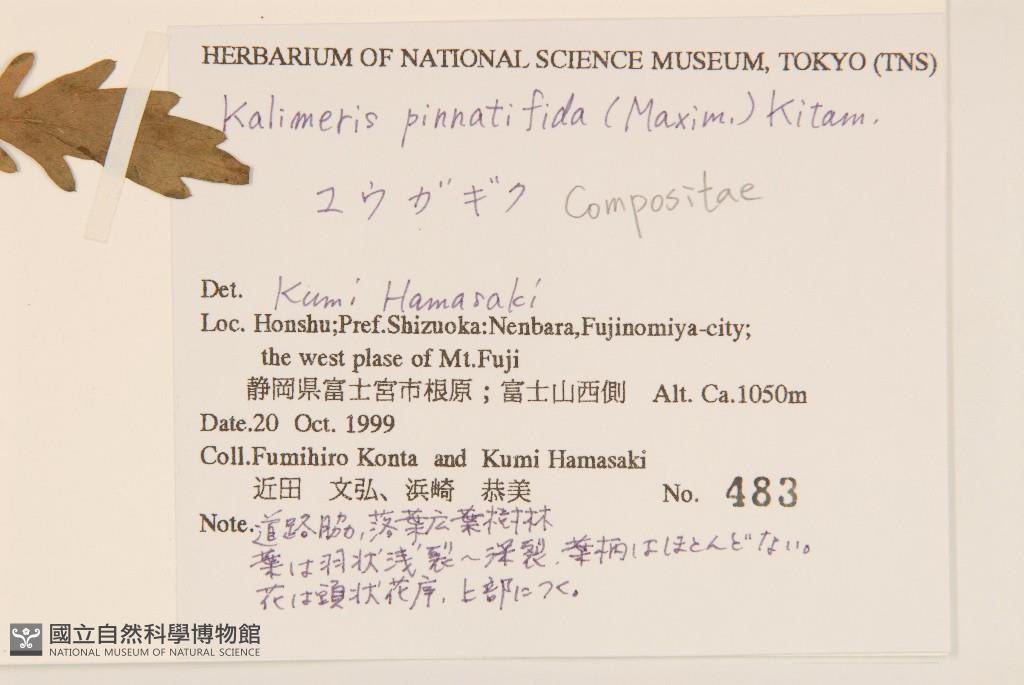 HERBARIUM OF NATIONAL SCIENCE MUSEUM, TOKYO (TNS)
Kalimeris pinnatifida (Maxim.) Kitam.
ユウガギク Compositae
Det. Kumi Hamasaki
Loc. Honshu;Pref.Shizuoka:Nenbara,Fujinomiya-city;
the west plase of Mt.Fuji
静岡県富士宮市根原；富士山西側 Alt. Ca.1050m
Date.20 Oct. 1999
Coll.Fumihiro Konta and Kumi Hamasaki
近田 文弘、浜崎 恭美 No. 483
Note.道路脇,落葉広葉樹林
葉は羽状浅裂〜深裂.葉柄はほとんどない。
花は頭状花序,上部につく。
國立自然科學博物館
NATIONAL MUSEUM OF NATURAL SCIENCE